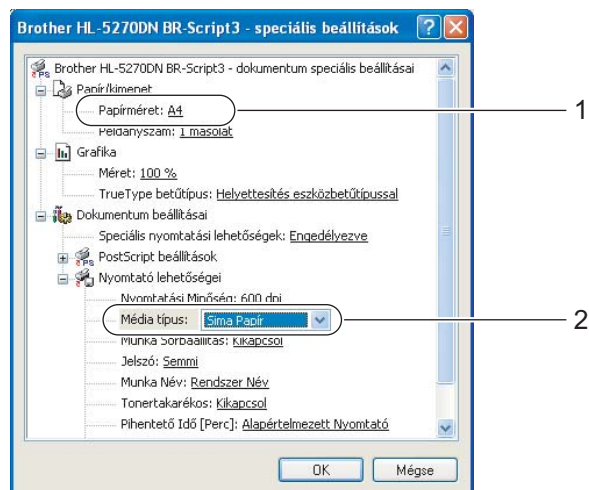 Brother HL-5270DN BR-Script3 - speciális beállítások
Brother HL-5270DN BR-Script3 - dokumentum speciális beállításai
Papír/kimenet
Papírméret: A4
1
Példányszám: 1 másolat
Grafika
Méret: 100 %
TrueType betűtípus: Helyettesítés eszközbetűtípussal
Dokumentum beállításai
Speciális nyomtatási lehetőségek: Engedélyezve
PostScript beállítások
Nyomtató lehetőségei
Nyomtatási Minőség: 600 dpi
Média típus: Sima Papír
2
Munka Sorbaállítás: Kikapcsol
Jelszó: Semmi
Munka Név: Rendszer Név
Tonertakarékos: Kikapcsol
Pihentető Idő [Perc]: Alapértelmezett Nyomtató
OK Mégse